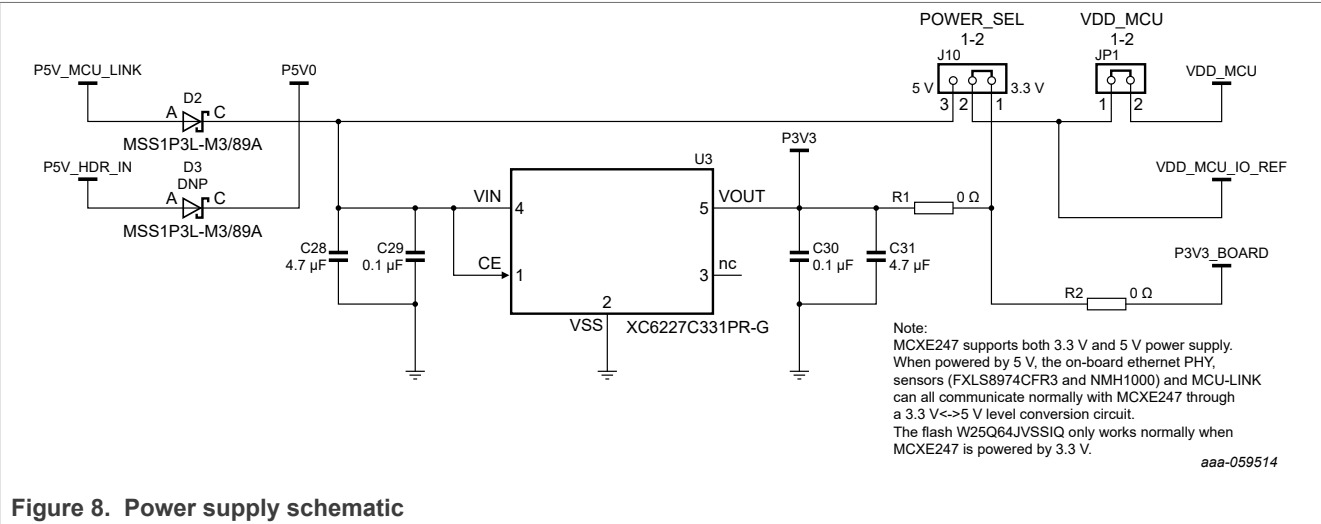 POWER_SEL
1-2
VDD_MCU
1-2
J10
JP1
P5V_MCU_LINK
P5V0
VDD_MCU
5 V
3.3 V
3 2 1
1 2
D2
A C
MSS1P3L-M3/89A
P5V_HDR_IN
D3
DNP
A C
MSS1P3L-M3/89A
P3V3
U3
VDD_MCU_IO_REF
VIN
4
5
VOUT
R1
0 Ω
C28
4.7 µF
C29
0.1 µF
CE
1
3
nc
C30
0.1 µF
C31
4.7 µF
P3V3_BOARD
2
VSS
XC6227C331PR-G
R2
0 Ω
Note:
MCXE247 supports both 3.3 V and 5 V power supply.
When powered by 5 V, the on-board ethernet PHY,
sensors (FXLS8974CFR3 and NMH1000) and MCU-LINK
can all communicate normally with MCXE247 through
a 3.3 V<->5 V level conversion circuit.
The flash W25Q64JVSSIQ only works normally when
MCXE247 is powered by 3.3 V.
aaa-059514
Figure 8. Power supply schematic